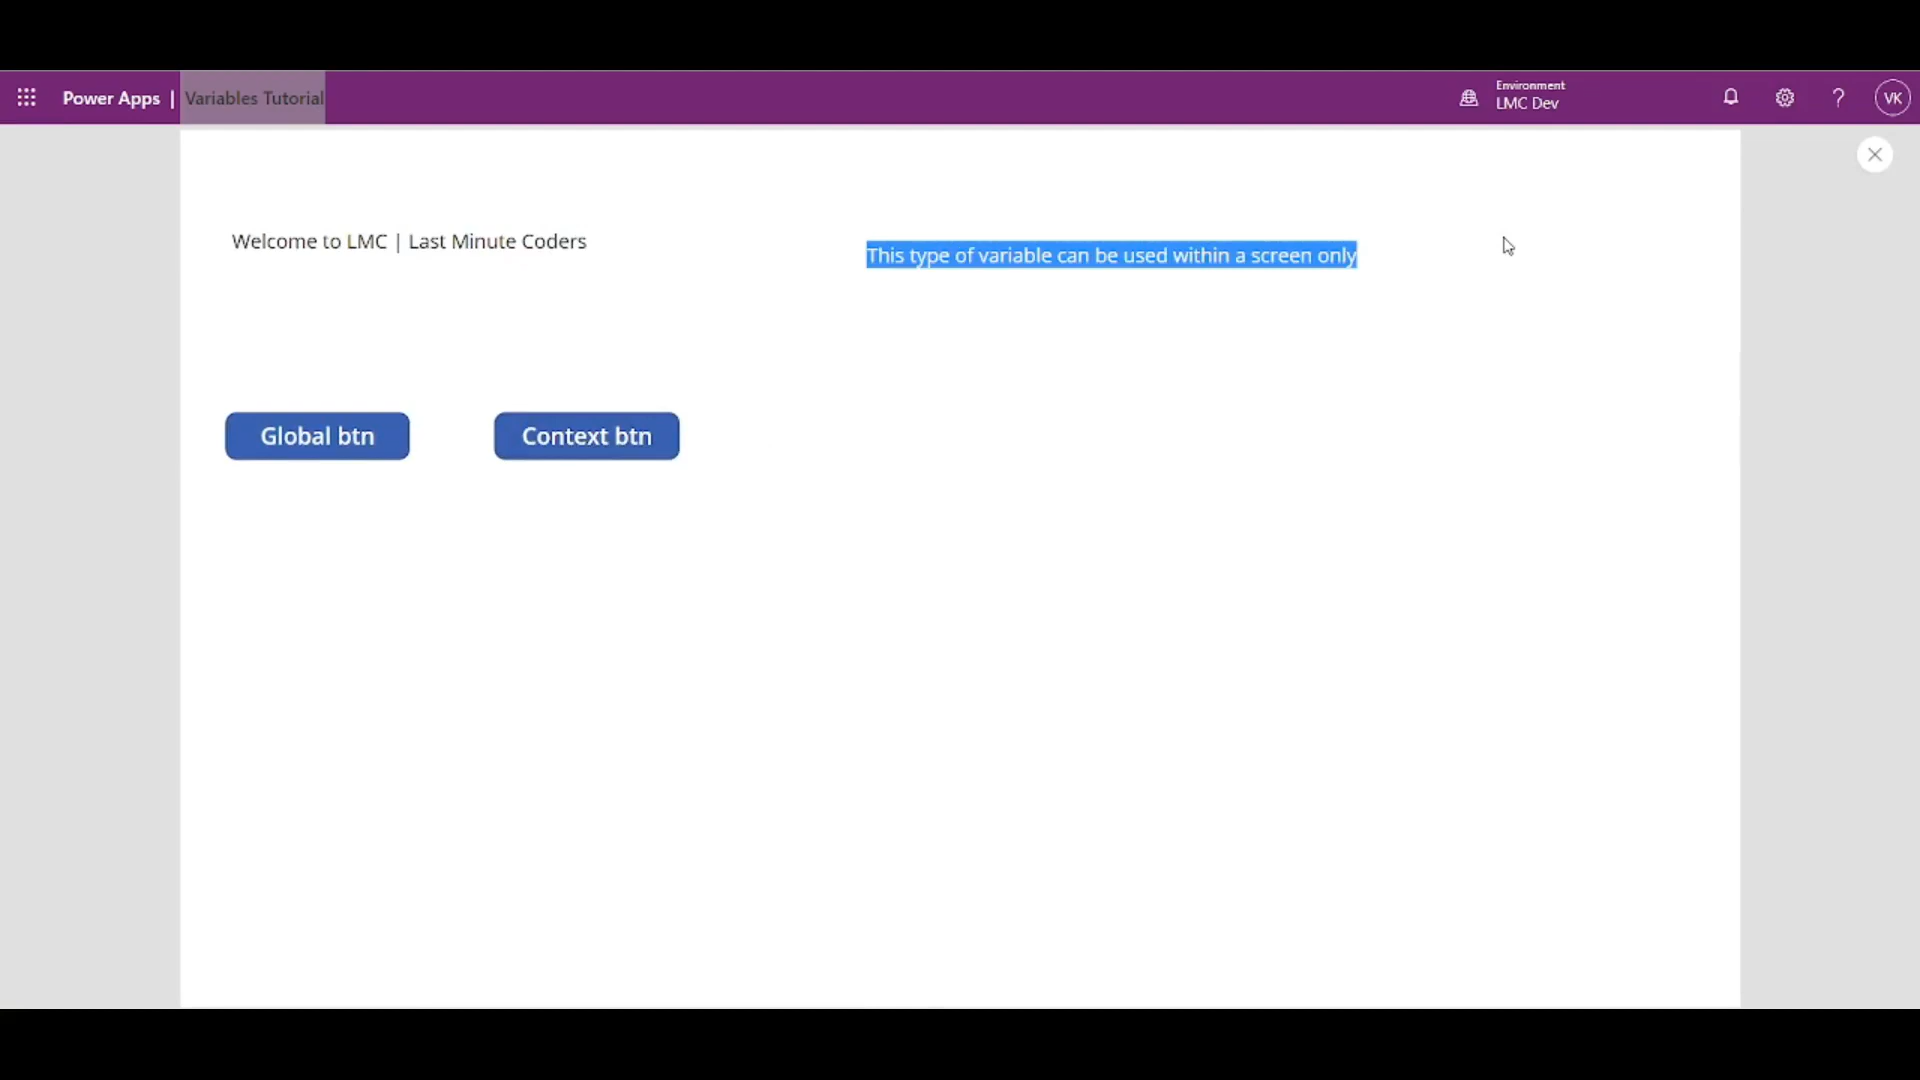 Power Apps | Variables Tutorial
Environment
LMC Dev
VK
Welcome to LMC | Last Minute Coders
This type of variable can be used within a screen only
Global btn
Context btn